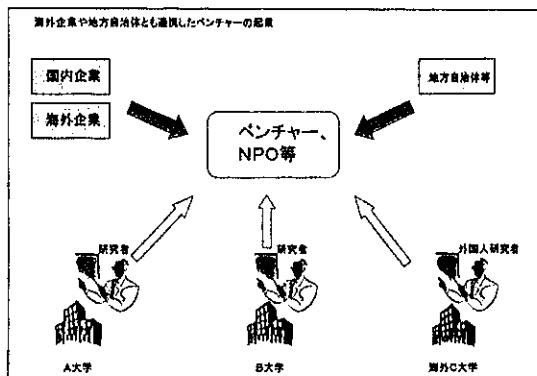 海外企業や地方自治体とも連携したベンチャーの起業
国内企業
海外企業
地方自治体等
ベンチャー、
NPO等
研究者
研究者
外国人研究者
A大学
B大学
海外C大学